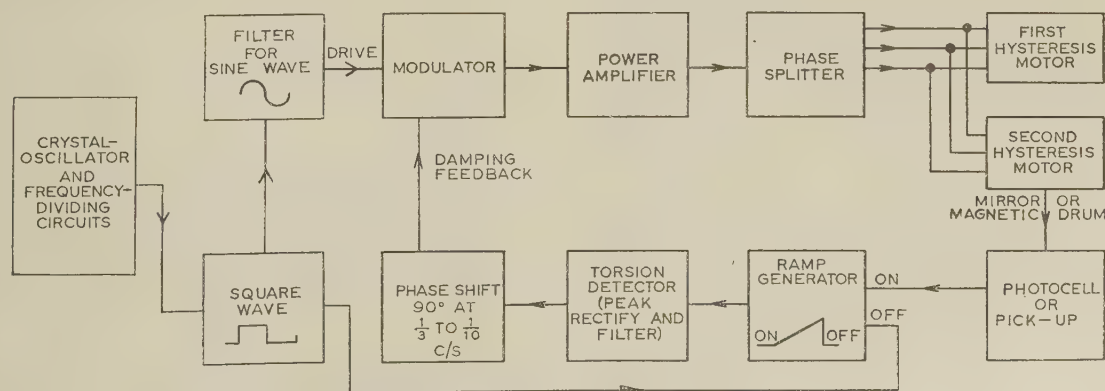 FILTER
FOR
SINE WAVE
DRIVE
MODULATOR
POWER
AMPLIFIER
PHASE
SPLITTER
FIRST
HYSTERESIS
MOTOR
CRYSTAL-
OSCILLATOR
AND
FREQUENCY-
DIVIDING
CIRCUITS
DAMPING
FEEDBACK
SECOND
HYSTERESIS
MOTOR
MIRROR OR
MAGNETIC DRUM
SQUARE
WAVE
PHASE SHIFT
90° AT
1/3 TO 1/10
C/S
TORSION
DETECTOR
(PEAK
RECTIFY AND
FILTER)
RAMP
GENERATOR
ON OFF
ON
OFF
PHOTOCELL
OR
PICK-UP